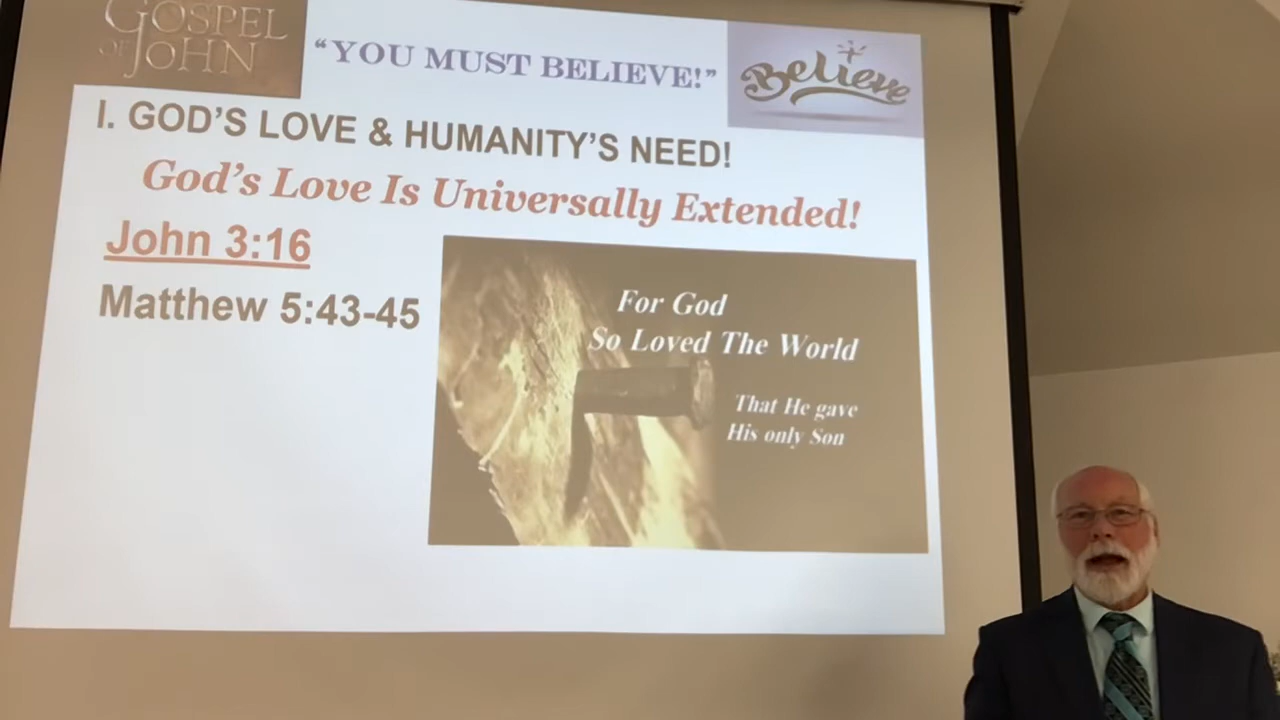 GOSPEL
OF JOHN
“YOU MUST BELIEVE!”
Believe
I. GOD’S LOVE & HUMANITY’S NEED!
God’s Love Is Universally Extended!
John 3:16
Matthew 5:43-45
For God
So Loved The World
That He gave
His only Son